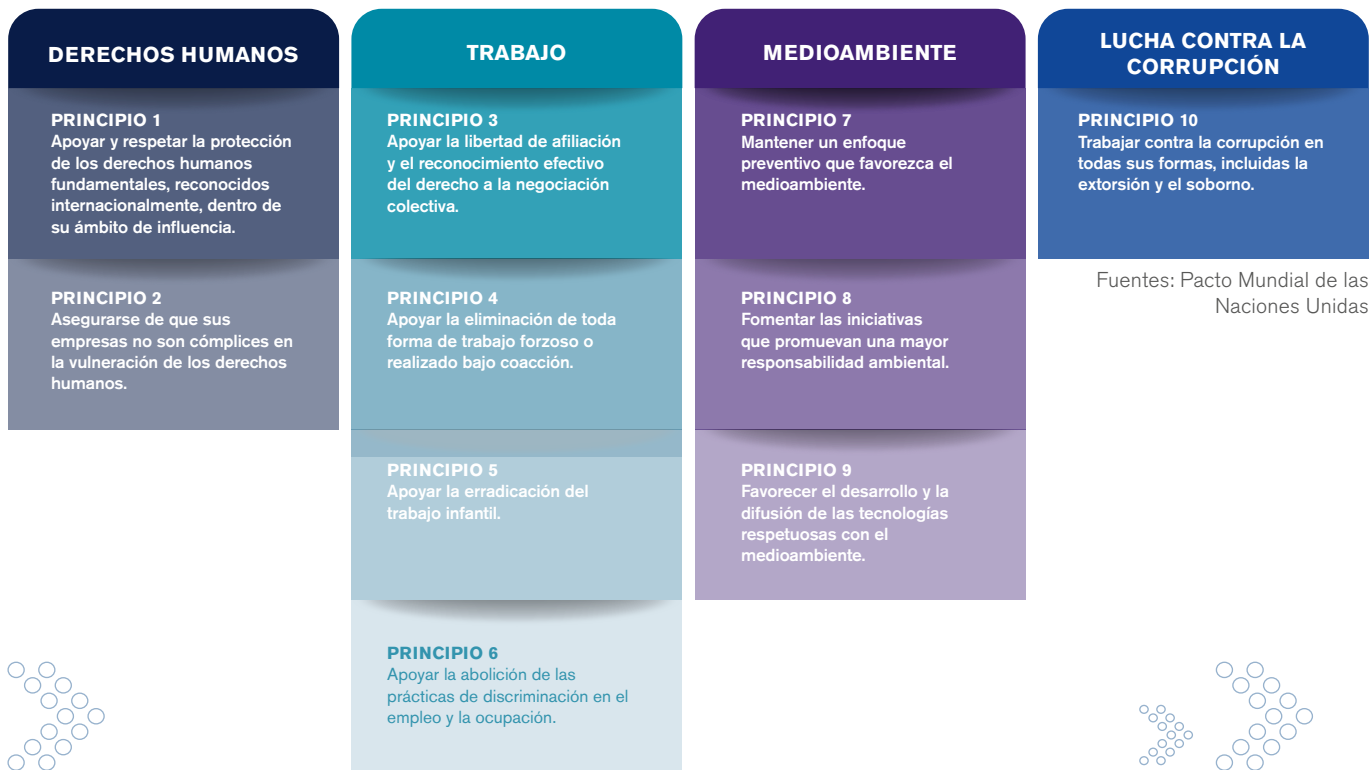 DERECHOS HUMANOS
PRINCIPIO 1
Apoyar y respetar la protección
de los derechos humanos
fundamentales, reconocidos
internacionalmente, dentro de
su ámbito de influencia.
PRINCIPIO 2
Asegurarse de que sus
empresas no son cómplices en
la vulneración de los derechos
humanos.
TRABAJO
PRINCIPIO 3
Apoyar la libertad de afiliación
y el reconocimiento efectivo
del derecho a la negociación
colectiva.
PRINCIPIO 4
Apoyar la eliminación de toda
forma de trabajo forzoso o
realizado bajo coacción.
PRINCIPIO 5
Apoyar la erradicación del
trabajo infantil.
PRINCIPIO 6
Apoyar la abolición de las
prácticas de discriminación en el
empleo y la ocupación.
MEDIOAMBIENTE
PRINCIPIO 7
Mantener un enfoque
preventivo que favorezca el
medioambiente.
PRINCIPIO 8
Fomentar las iniciativas
que promuevan una mayor
responsabilidad ambiental.
PRINCIPIO 9
Favorecer el desarrollo y la
difusión de las tecnologías
respetuosas con el
medioambiente.
LUCHA CONTRA LA
CORRUPCIÓN
PRINCIPIO 10
Trabajar contra la corrupción en
todas sus formas, incluidas la
extorsión y el soborno.
Fuentes: Pacto Mundial de las
Naciones Unidas